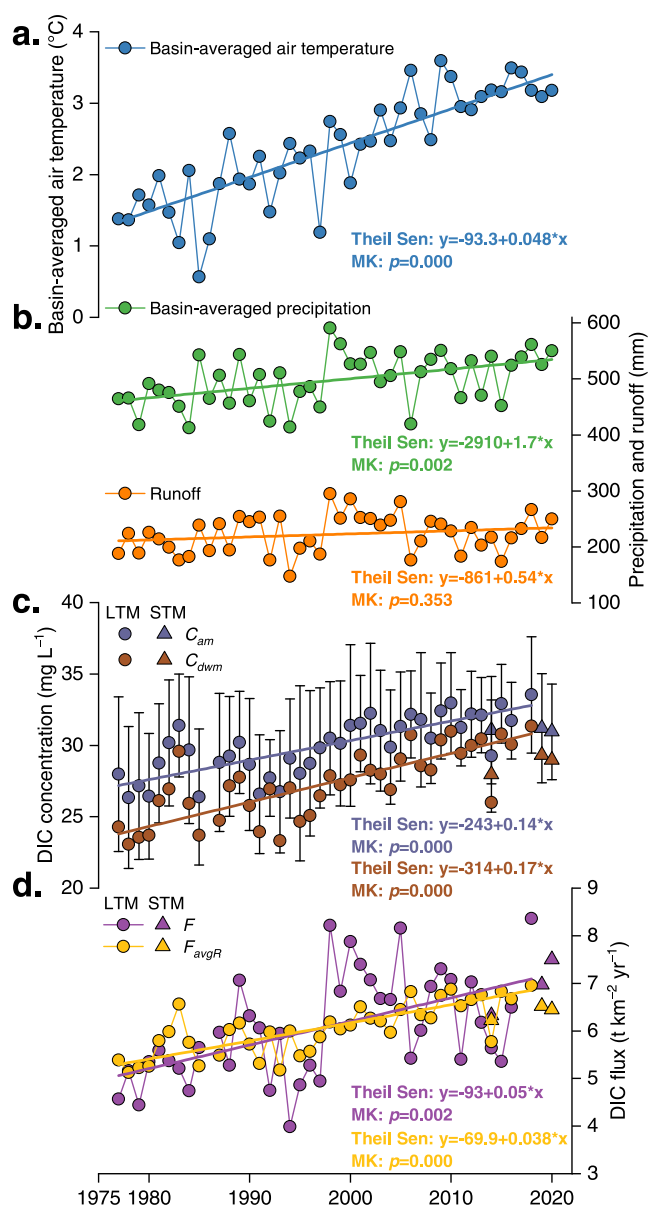 a.
Basin-averaged air temperature (°C)
4
3
2
1
0
Basin-averaged air temperature
Theil Sen: y=-93.3+0.048*x
MK: p=0.000
b.
Basin-averaged precipitation
Precipitation and runoff (mm)
600
500
400
300
200
100
Theil Sen: y=-2910+1.7*x
MK: p=0.002
Runoff
Theil Sen: y=-861+0.54*x
MK: p=0.353
c.
DIC concentration (mg L−1)
40
35
30
25
20
LTM STM
Cam
Cdwm
Theil Sen: y=-243+0.14*x
MK: p=0.000
Theil Sen: y=-314+0.17*x
MK: p=0.000
d.
LTM STM
F
FavgR
DIC flux (t km−2 yr−1)
9
8
7
6
5
4
3
Theil Sen: y=-93+0.05*x
MK: p=0.002
Theil Sen: y=-69.9+0.038*x
MK: p=0.000
1975 1980 1990 2000 2010 2020